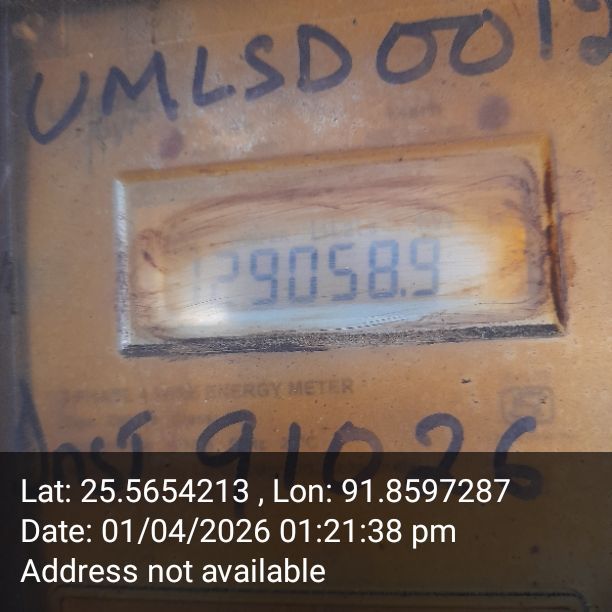 UMLSD0012
129058.9
ENERGY METER
91026
Lat: 25.5654213 , Lon: 91.8597287
Date: 01/04/2026 01:21:38 pm
Address not available